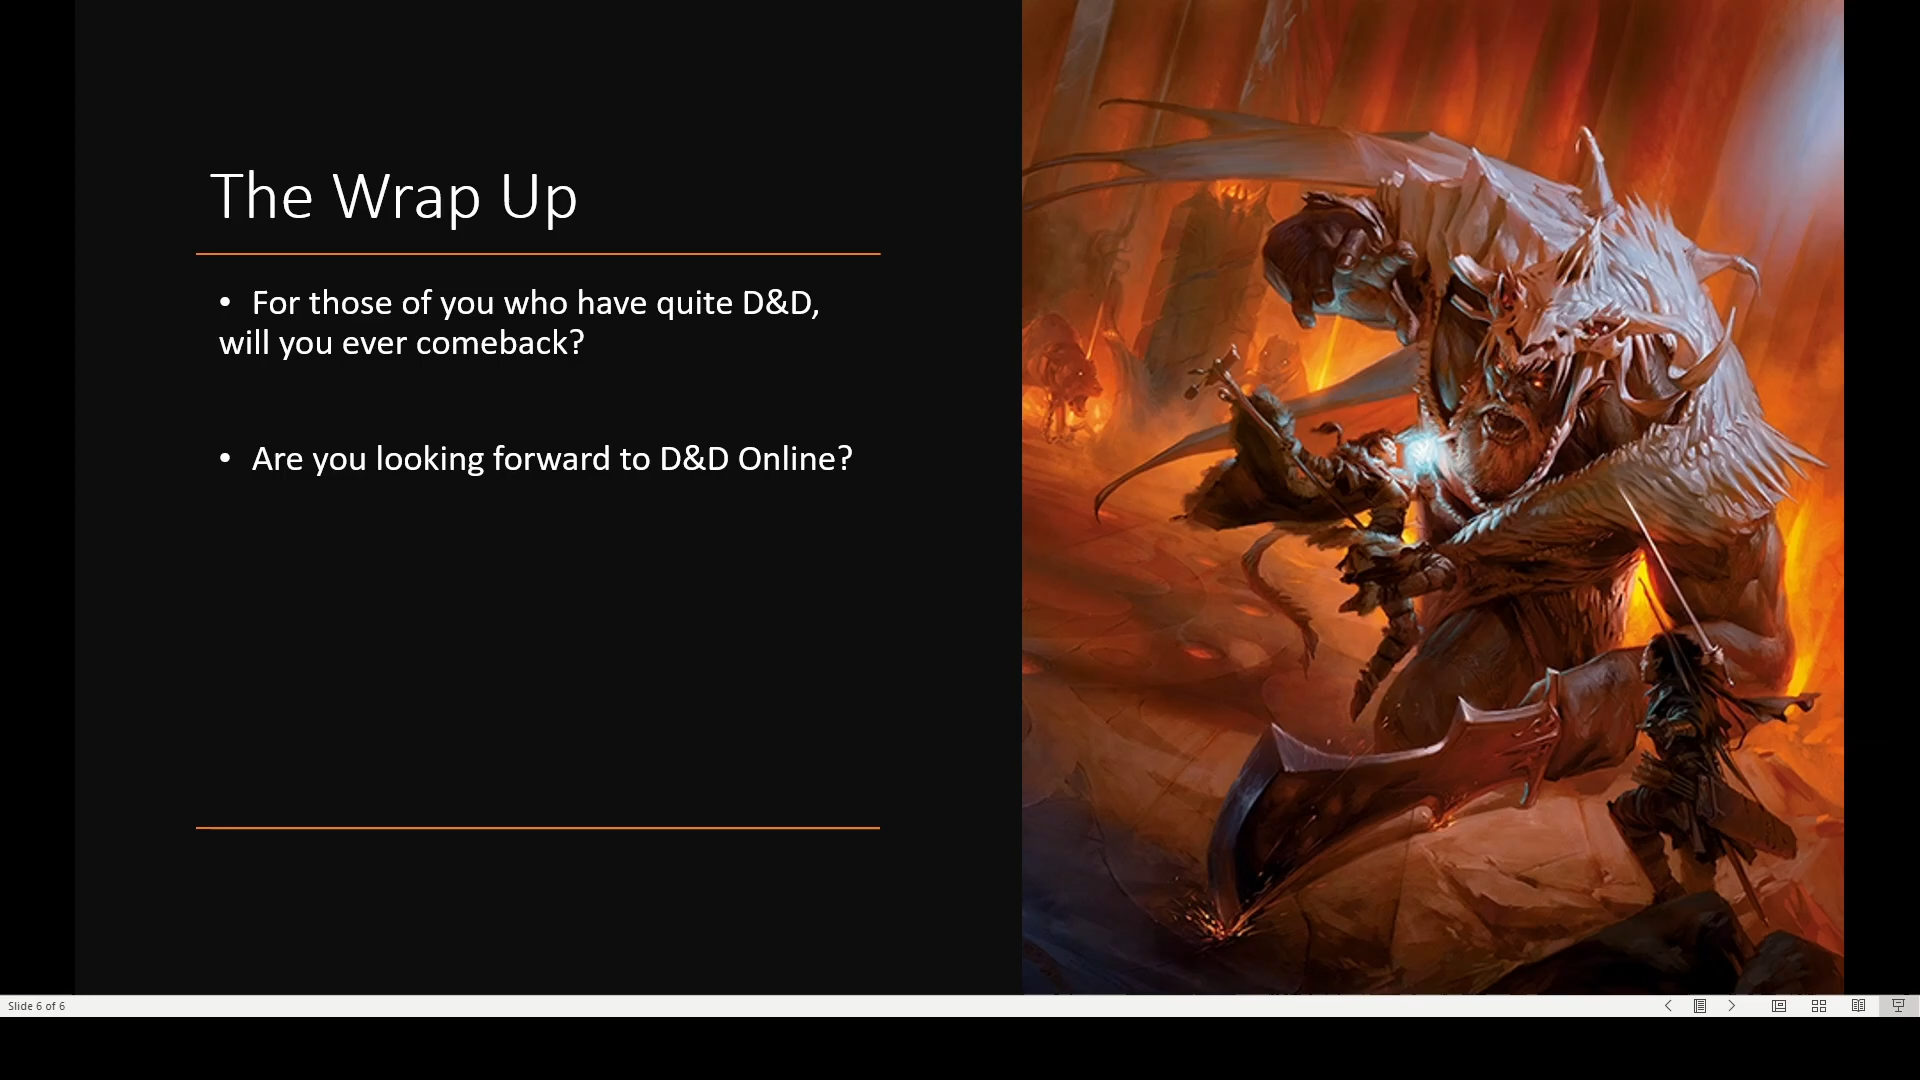 The Wrap Up
• For those of you who have quite D&D,
will you ever comeback?
• Are you looking forward to D&D Online?
Slide 6 of 6